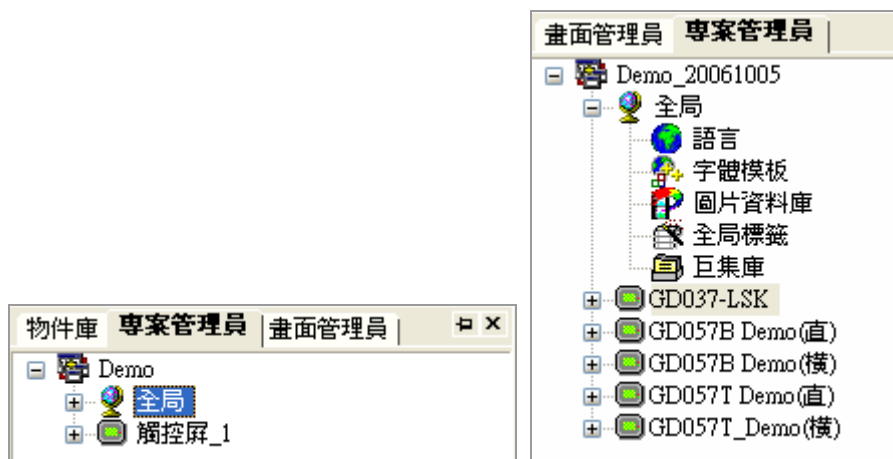 物件庫 專案管理員 畫面管理員
Demo
全局
觸控屏_1
畫面管理員 專案管理員
Demo_20061005
全局
語言
字體模板
圖片資料庫
全局標籤
巨集庫
GD037-LSK
GD057B Demo(直)
GD057B Demo(橫)
GD057T Demo(直)
GD057T_Demo(橫)